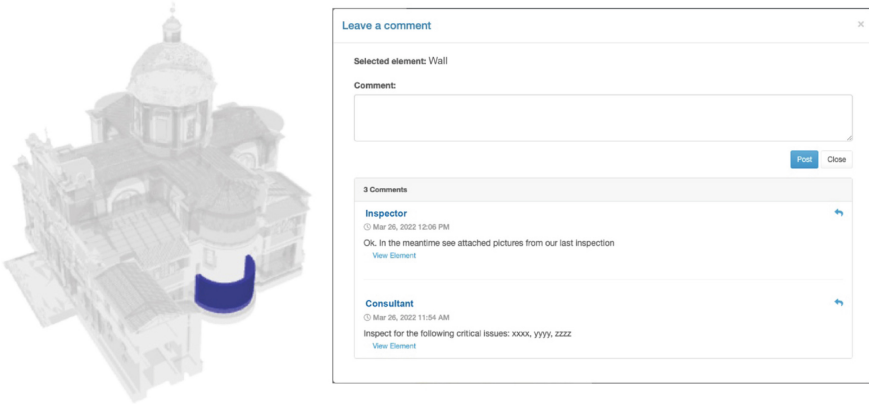 Leave a comment ×
Selected element: Wall
Comment:
Post Close
3 Comments
Inspector
Mar 26, 2022 12:06 PM
Ok. In the meantime see attached pictures from our last inspection
View Element
Consultant
Mar 26, 2022 11:54 AM
Inspect for the following critical issues: xxxx, yyyy, zzzz
View Element